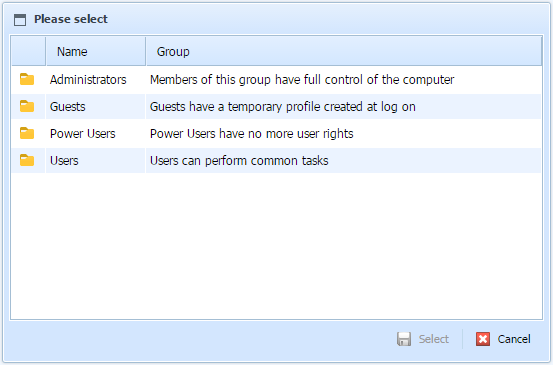 Please select
Name Group
Administrators Members of this group have full control of the computer
Guests Guests have a temporary profile created at log on
Power Users Power Users have no more user rights
Users Users can perform common tasks
Select Cancel